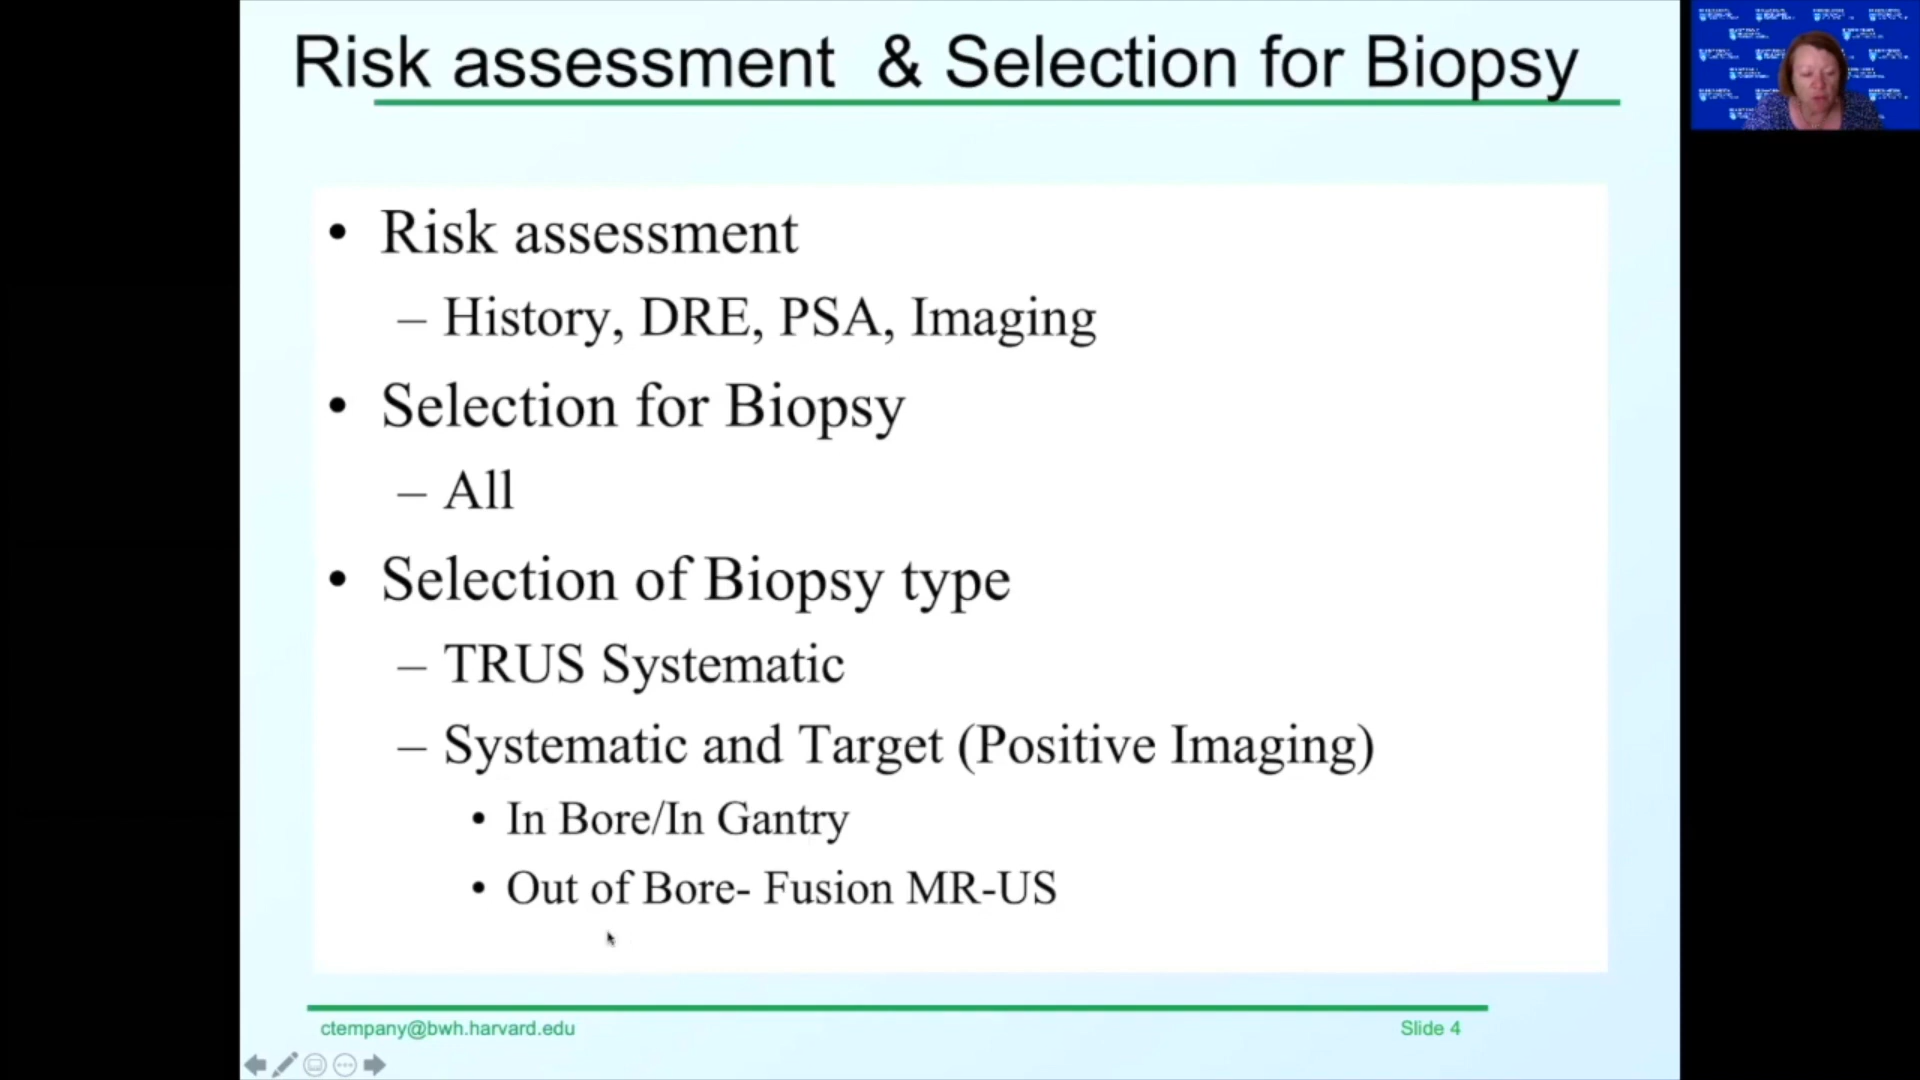 Risk assessment & Selection for Biopsy
• Risk assessment
– History, DRE, PSA, Imaging
• Selection for Biopsy
– All
• Selection of Biopsy type
– TRUS Systematic
– Systematic and Target (Positive Imaging)
• In Bore/In Gantry
• Out of Bore- Fusion MR-US
ctempany@bwh.harvard.edu
Slide 4